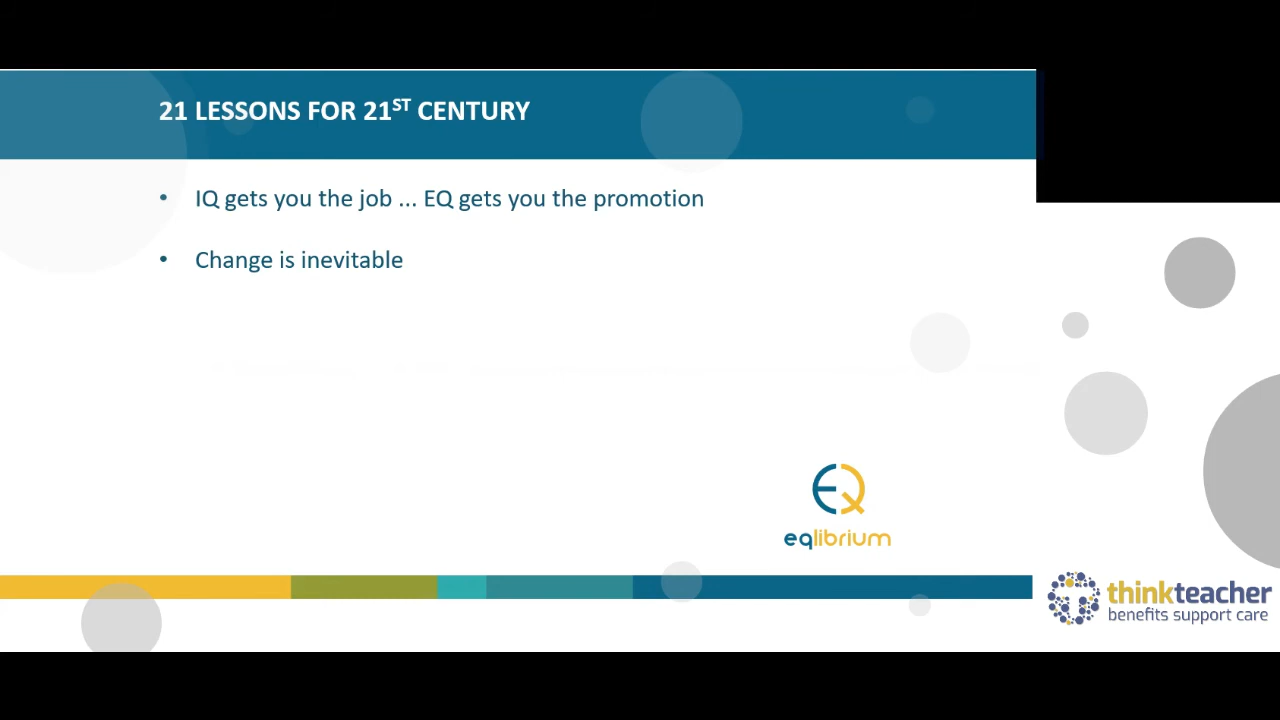 21 LESSONS FOR 21ST CENTURY
• IQ gets you the job ... EQ gets you the promotion
• Change is inevitable
EQ
eqlibrium
thinkteacher
benefits support care